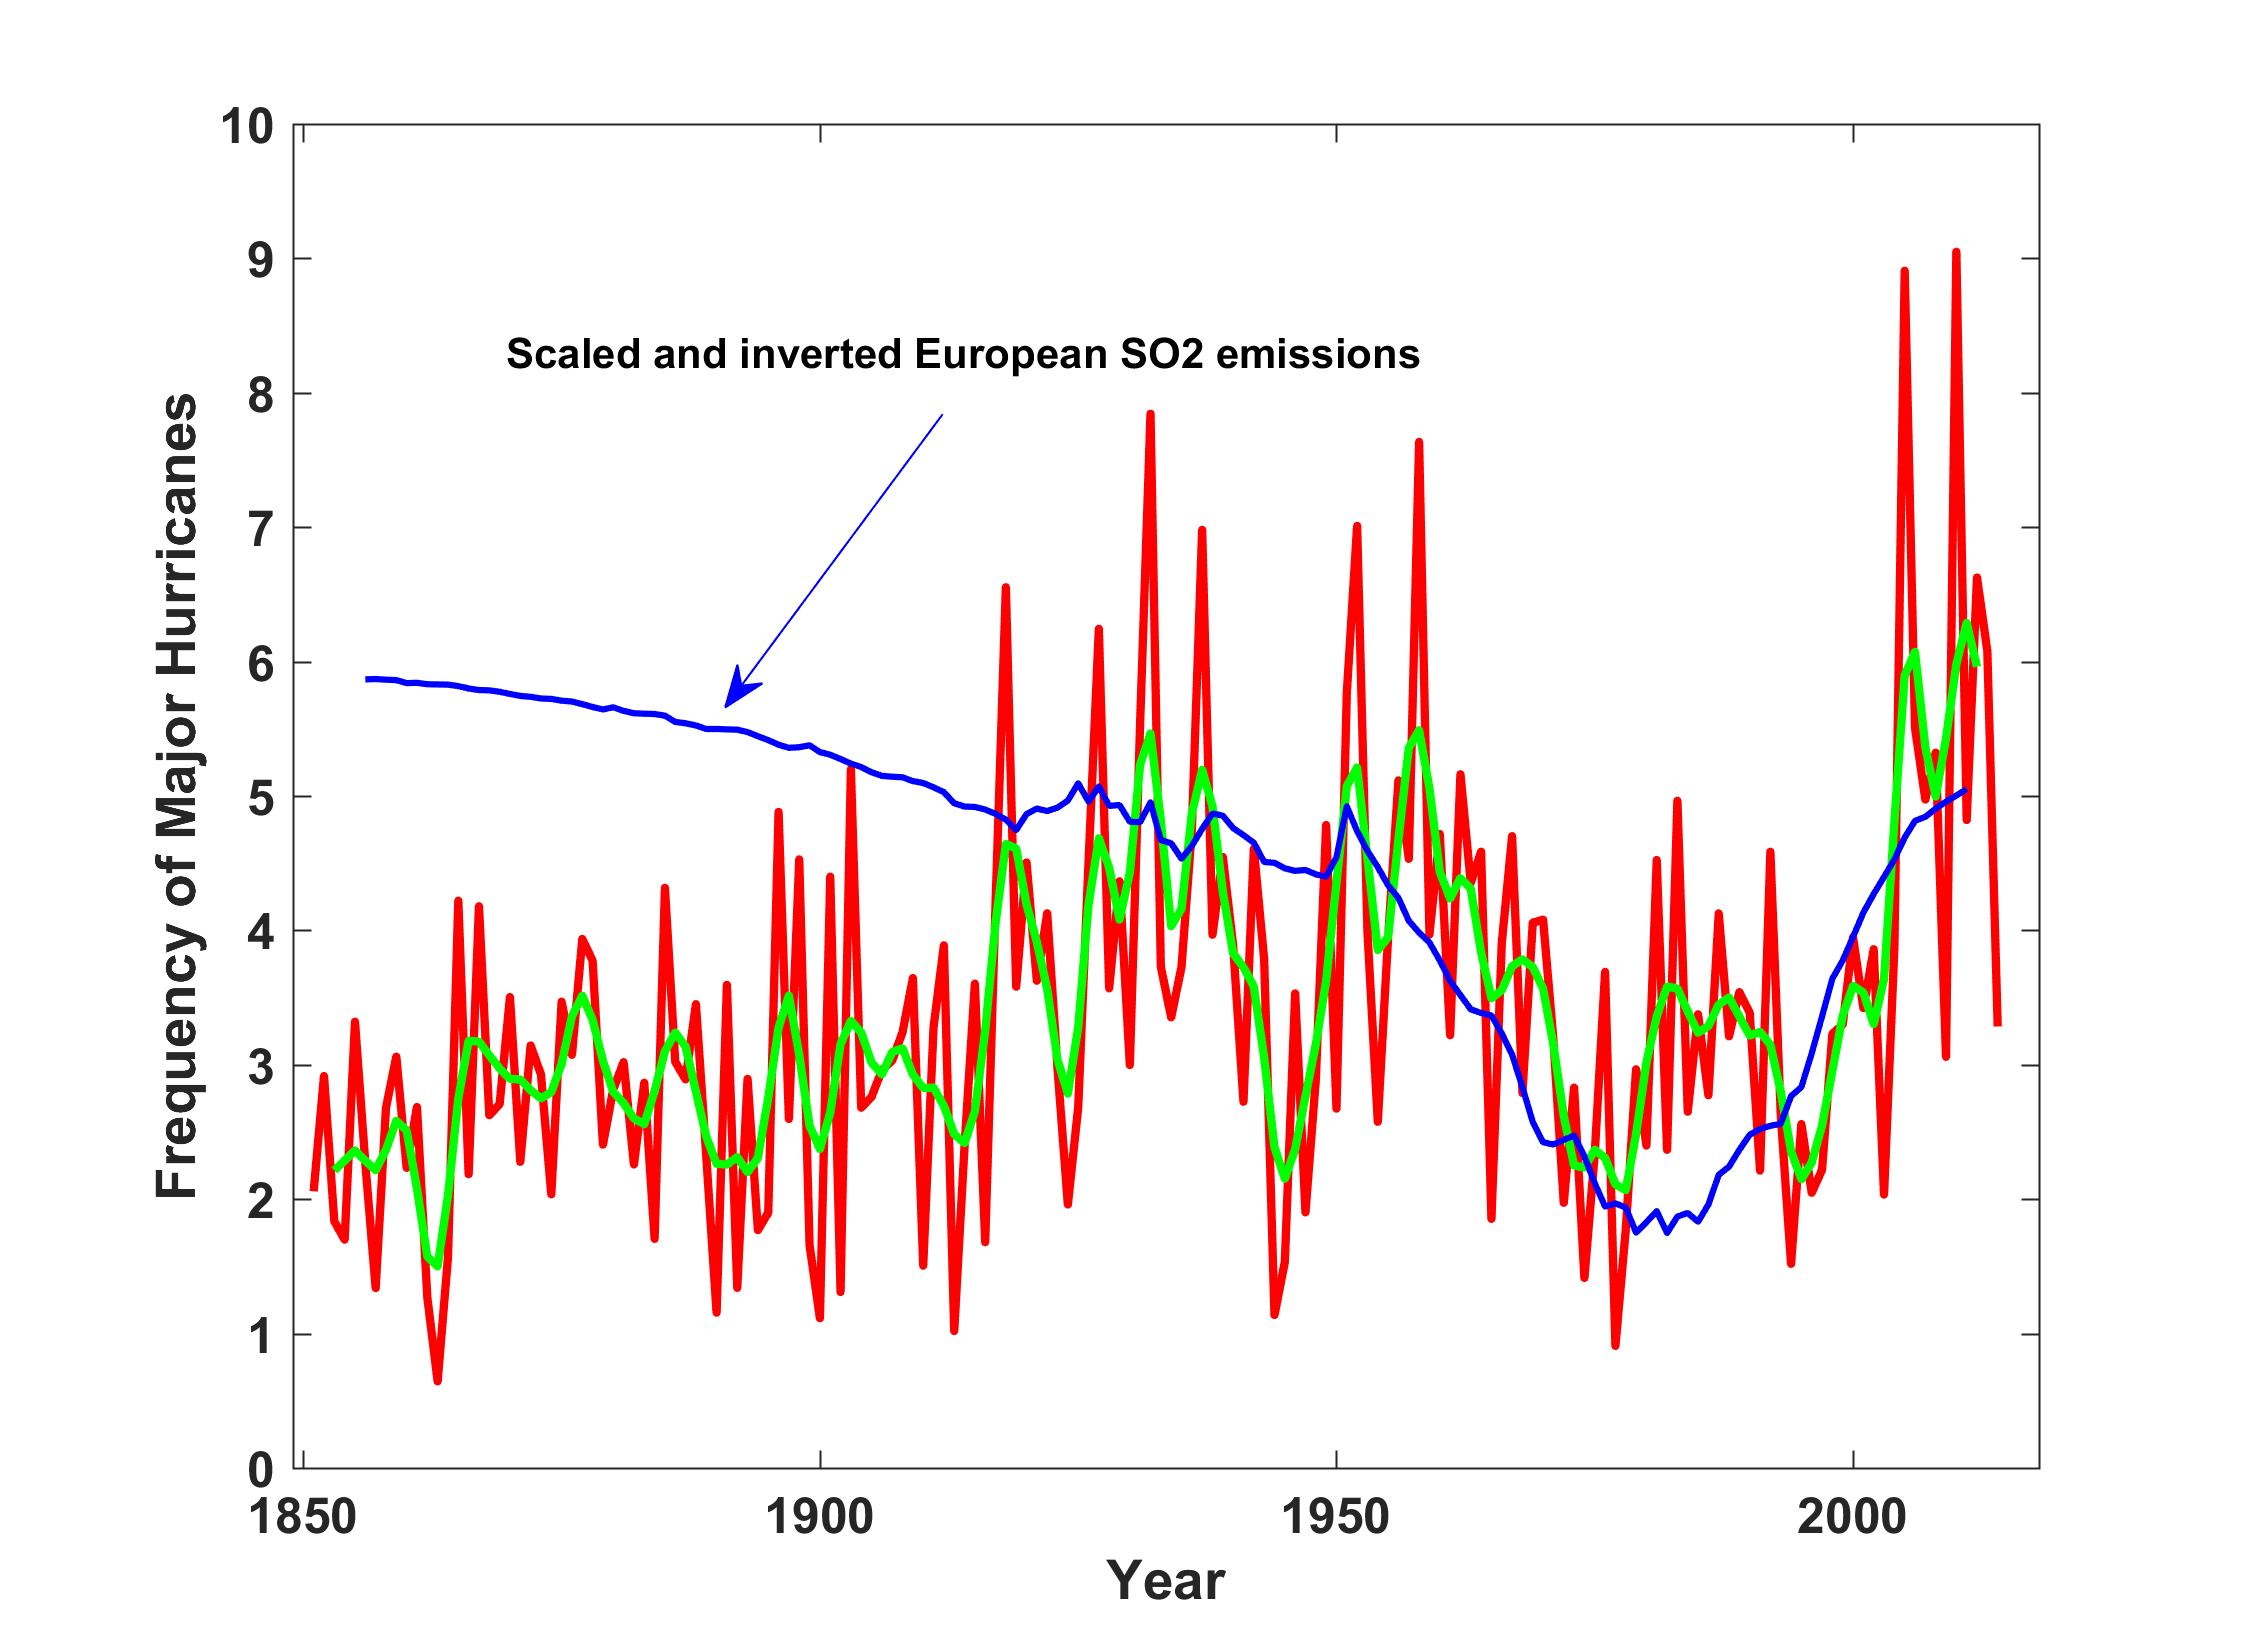 10
9
8
7
6
5
4
3
2
1
0
Scaled and inverted European SO2 emissions
Frequency of Major Hurricanes
1850 1900 1950 2000
Year